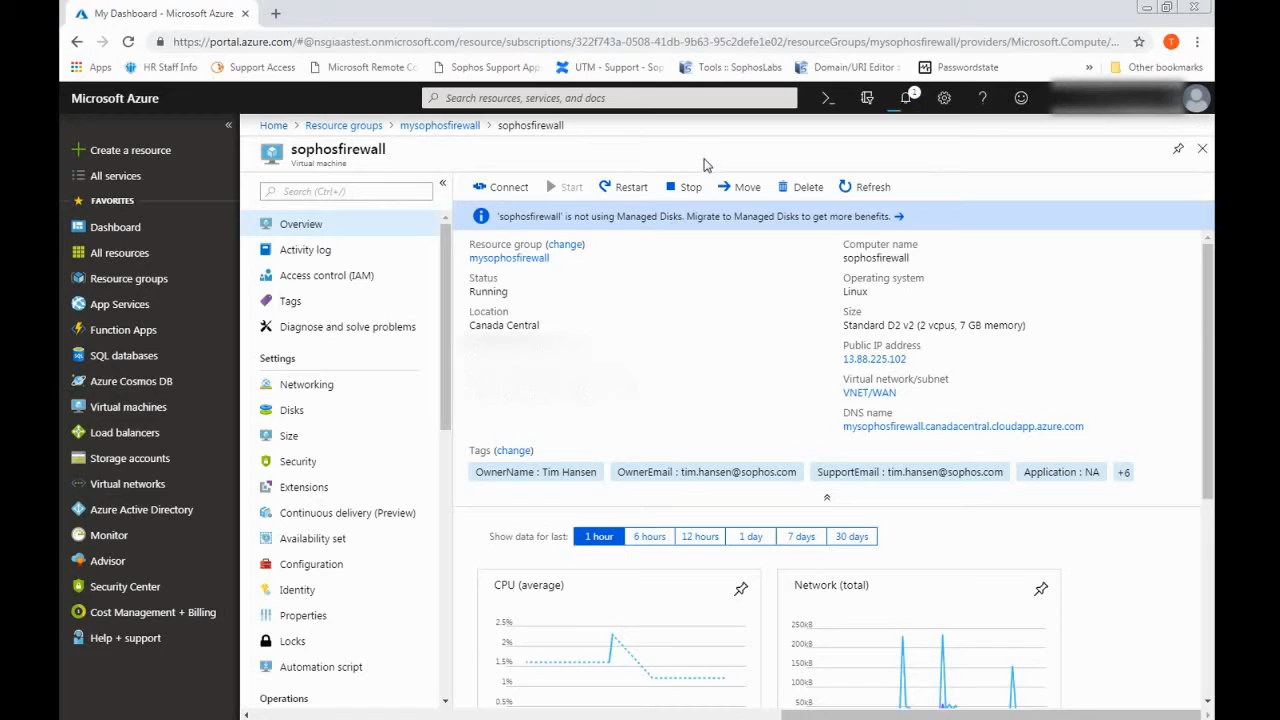 My Dashboard - Microsoft Azure
https://portal.azure.com/#@nsgiaastest.onmicrosoft.com/resource/subscriptions/322f743a-0508-41db-9b63-95c2defe1e02/resourceGroups/mysophosfirewall/providers/Microsoft.Compute/...
T
Apps HR Staff Info Support Access Microsoft Remote Co Sophos Support App UTM - Support - Sop Tools :: SophosLabs Domain/URI Editor : Passwordstate » Other bookmarks
Microsoft Azure
Search resources, services, and docs
1
Create a resource
All services
FAVORITES
Dashboard
All resources
Resource groups
App Services
Function Apps
SQL databases
Azure Cosmos DB
Virtual machines
Load balancers
Storage accounts
Virtual networks
Azure Active Directory
Monitor
Advisor
Security Center
Cost Management + Billing
Help + support
Home > Resource groups > mysophosfirewall > sophosfirewall
sophosfirewall
Virtual machine
Search (Ctrl+/)
Overview
Activity log
Access control (IAM)
Tags
Diagnose and solve problems
Settings
Networking
Disks
Size
Security
Extensions
Continuous delivery (Preview)
Availability set
Configuration
Identity
Properties
Locks
Automation script
Operations
Connect Start Restart Stop Move Delete Refresh
'sophosfirewall' is not using Managed Disks. Migrate to Managed Disks to get more benefits. →
Resource group (change)
mysophosfirewall
Status
Running
Location
Canada Central
Computer name
sophosfirewall
Operating system
Linux
Size
Standard D2 v2 (2 vcpus, 7 GB memory)
Public IP address
13.88.225.102
Virtual network/subnet
VNET/WAN
DNS name
mysophosfirewall.canadacentral.cloudapp.azure.com
Tags (change)
OwnerName : Tim Hansen OwnerEmail : tim.hansen@sophos.com SupportEmail : tim.hansen@sophos.com Application : NA +6
Show data for last: 1 hour 6 hours 12 hours 1 day 7 days 30 days
CPU (average)
2.5%
2%
1.5%
1%
0.5%
Network (total)
250kB
200kB
150kB
100kB
50kB